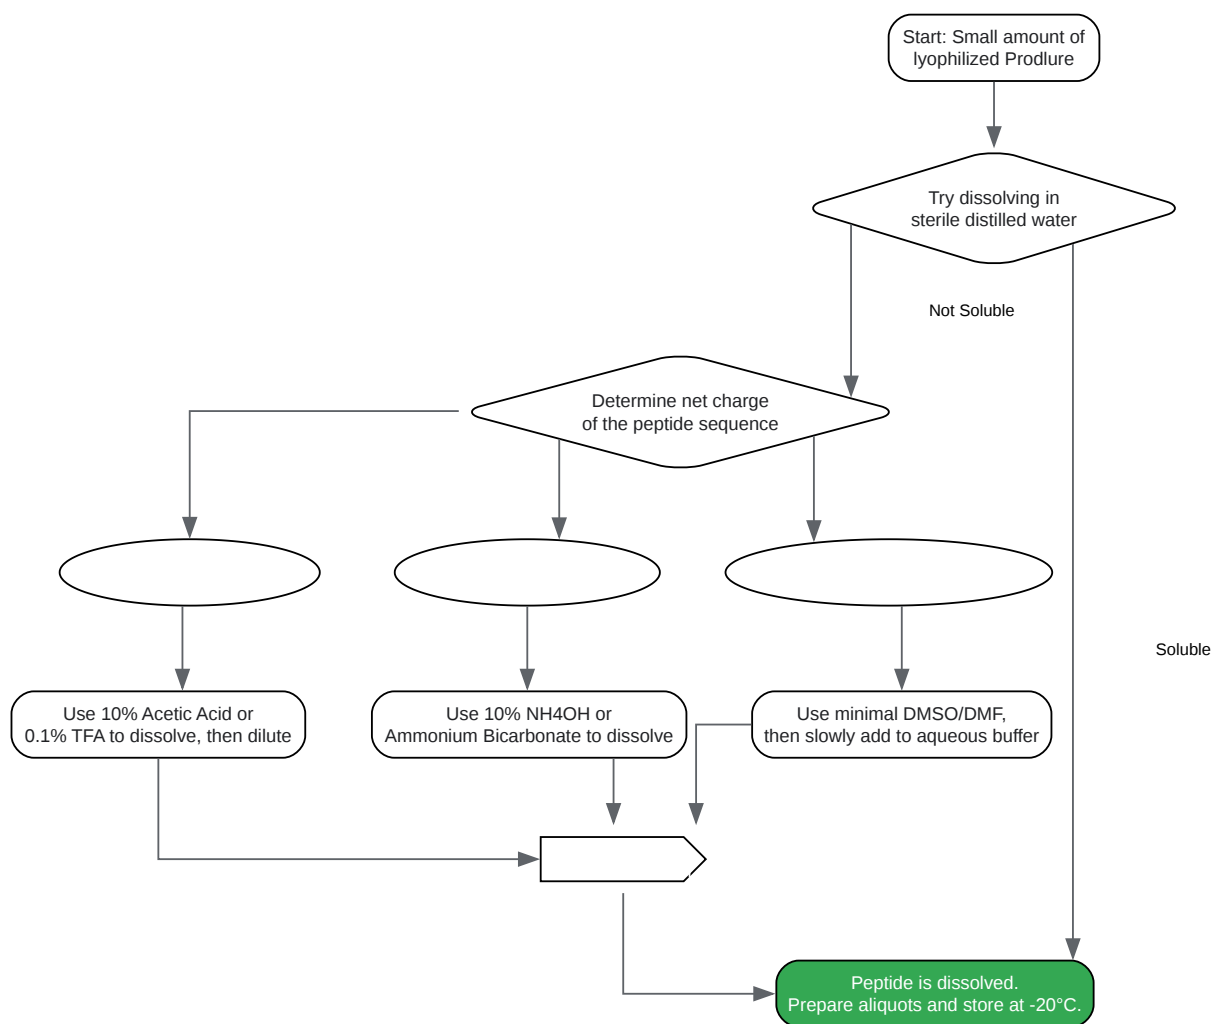 Start: Small amount of
lyophilized Prodlure
Try dissolving in
sterile distilled water
Not Soluble
Determine net charge
of the peptide sequence
Soluble
Use 10% Acetic Acid or
0.1% TFA to dissolve, then dilute
Use 10% NH4OH or
Ammonium Bicarbonate to dissolve
Use minimal DMSO/DMF,
then slowly add to aqueous buffer
Peptide is dissolved.
Prepare aliquots and store at -20°C.